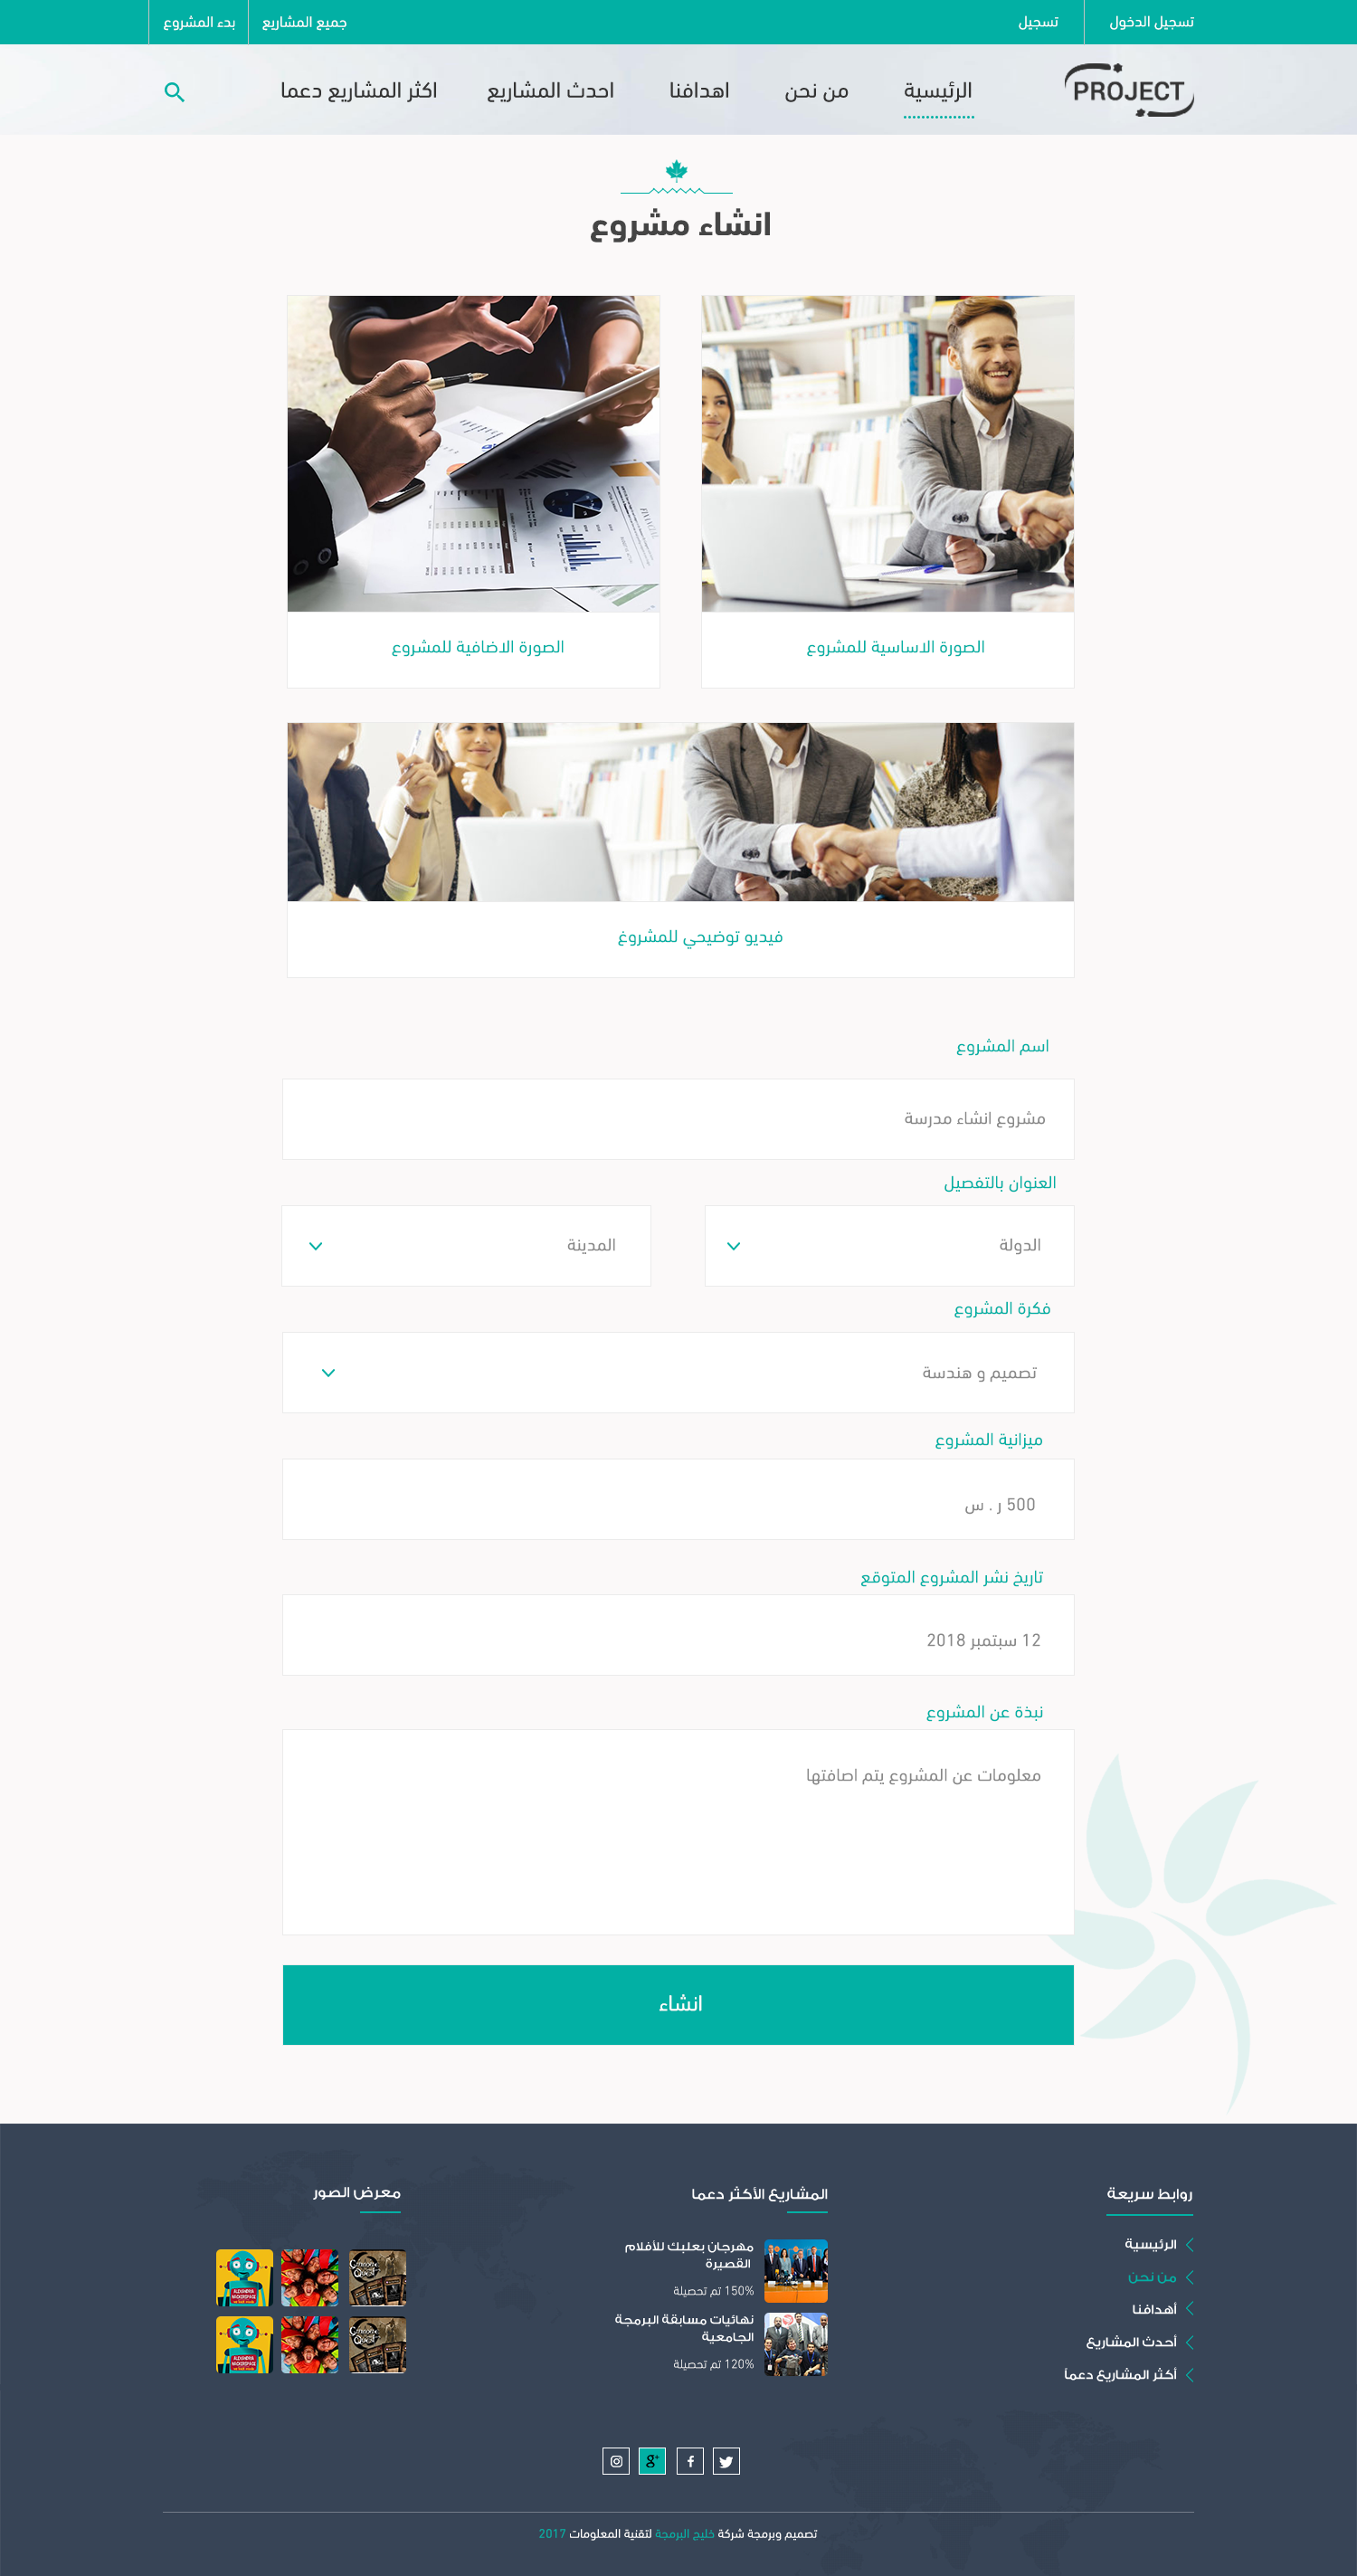 تسجيل الدخول
تسجيل
جميع المشاريع
بدء المشروع
PROJECT
الرئيسية
من نحن
اهدافنا
احدث المشاريع
اكثر المشاريع دعما
انشاء مشروع
الصورة الاساسية للمشروع
الصورة الاضافية للمشروع
فيديو توضيحي للمشروغ
اسم المشروع
مشروع انشاء مدرسة
العنوان بالتفصيل
الدولة
المدينة
فكرة المشروع
تصميم و هندسة
ميزانية المشروع
500 ر . س
تاريخ نشر المشروع المتوقع
12 سبتمبر 2018
نبذة عن المشروع
معلومات عن المشروع يتم اضافتها
انشاء
روابط سريعة
الرئيسية
من نحن
أهدافنا
أحدث المشاريع
أكثر المشاريع دعماً
المشاريع الأكثر دعما
مهرجان بعلبك للأفلام
القصيرة
150% تم تحصيلة
نهائيات مسابقة البرمجة
الجامعية
120% تم تحصيلة
معرض الصور
تصميم وبرمجة شركة خليج البرمجة لتقنية المعلومات 2017